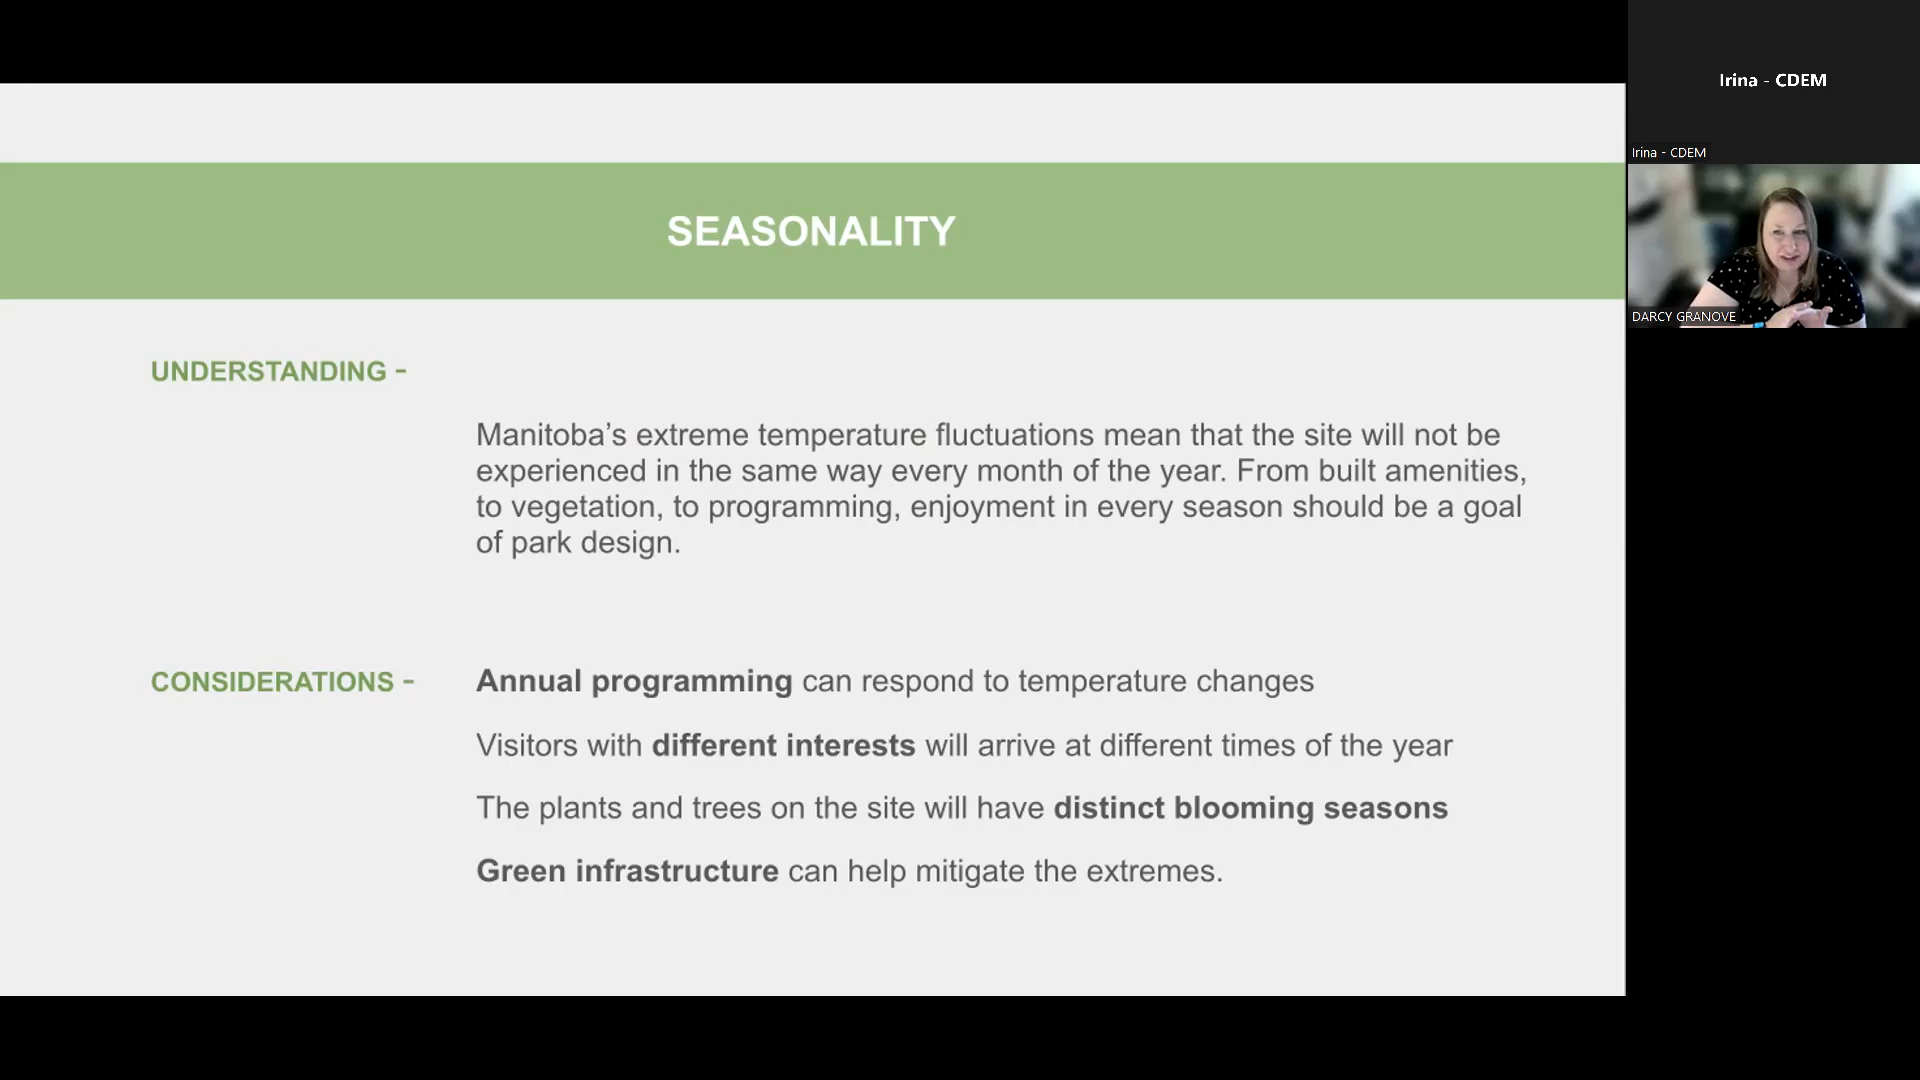 SEASONALITY
UNDERSTANDING -
Manitoba’s extreme temperature fluctuations mean that the site will not be
experienced in the same way every month of the year. From built amenities,
to vegetation, to programming, enjoyment in every season should be a goal
of park design.
CONSIDERATIONS -
Annual programming can respond to temperature changes
Visitors with different interests will arrive at different times of the year
The plants and trees on the site will have distinct blooming seasons
Green infrastructure can help mitigate the extremes.
Irina - CDEM
Irina - CDEM
DARCY GRANOVE